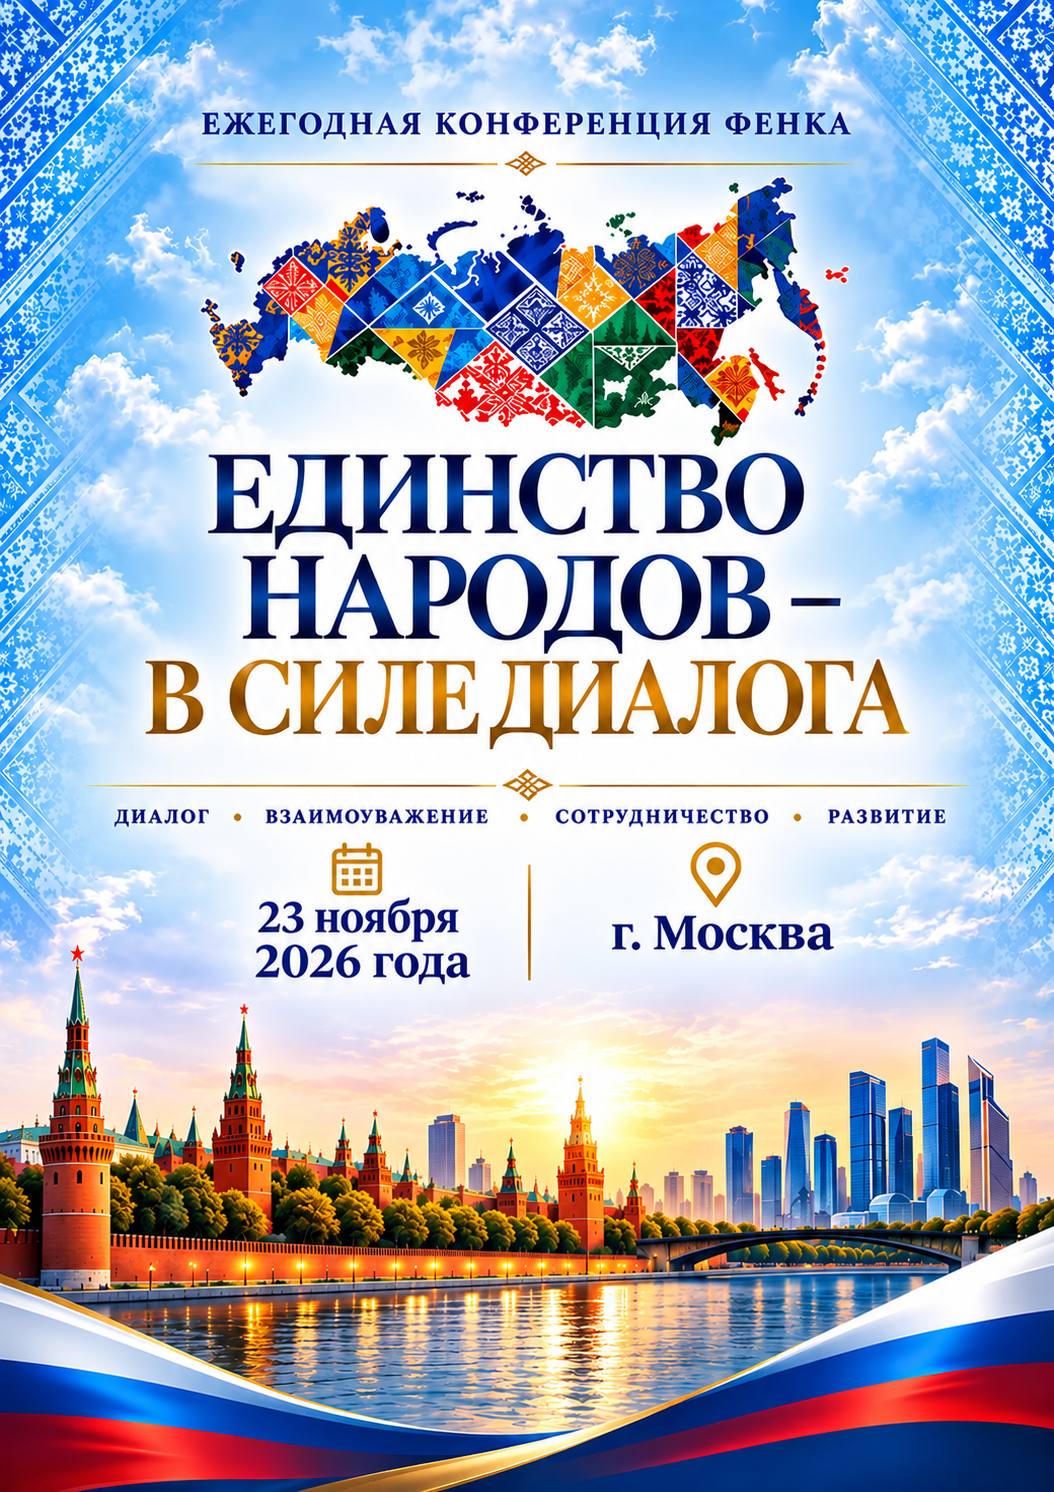 ЕЖЕГОДНАЯ КОНФЕРЕНЦИЯ ФЕНКА
ЕДИНСТВО
НАРОДОВ –
В СИЛЕ ДИАЛОГА
ДИАЛОГ • ВЗАИМОУВАЖЕНИЕ • СОТРУДНИЧЕСТВО • РАЗВИТИЕ
23 ноября
2026 года
г. Москва